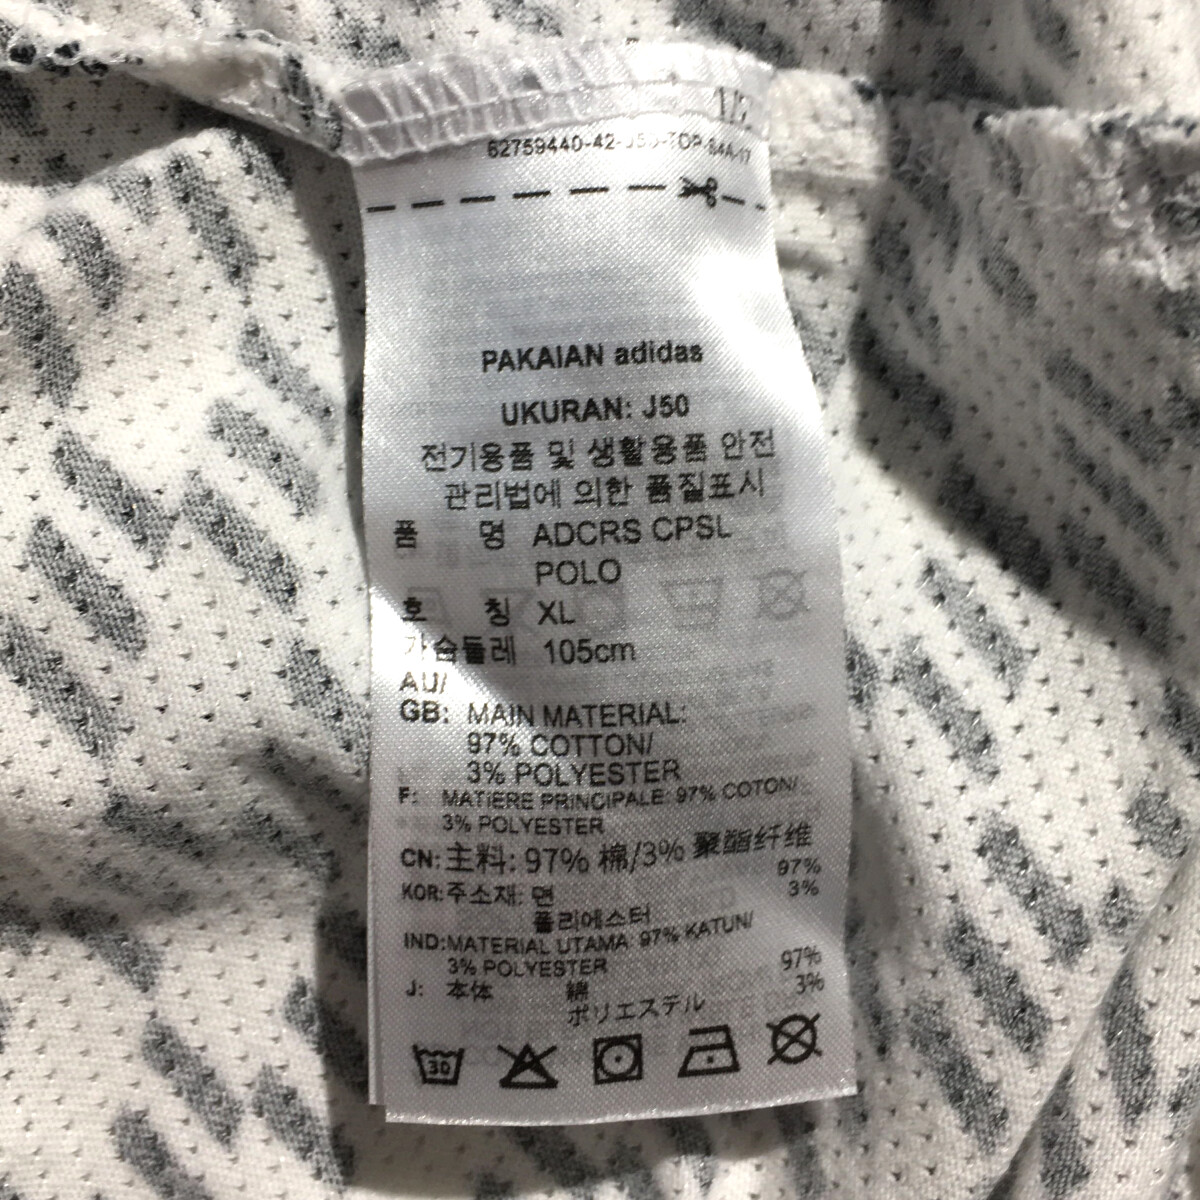 1/2
62759440-42-J50-TOP-S4A-17
PAKAIAN adidas
UKURAN: J50
전기용품 및 생활용품 안전
관리법에 의한 품질표시
품 명 ADCRS CPSL
POLO
호 칭 XL
가슴둘레 105cm
AU/
GB: MAIN MATERIAL:
97% COTTON/
3% POLYESTER
F: MATIERE PRINCIPALE: 97% COTON/
3% POLYESTER
CN: 主料: 97% 棉/3% 聚酯纤维
KOR: 주소재: 면 97%
폴리에스터 3%
IND: MATERIAL UTAMA: 97% KATUN/
3% POLYESTER
J: 本体 綿 97%
ポリエステル 3%
30